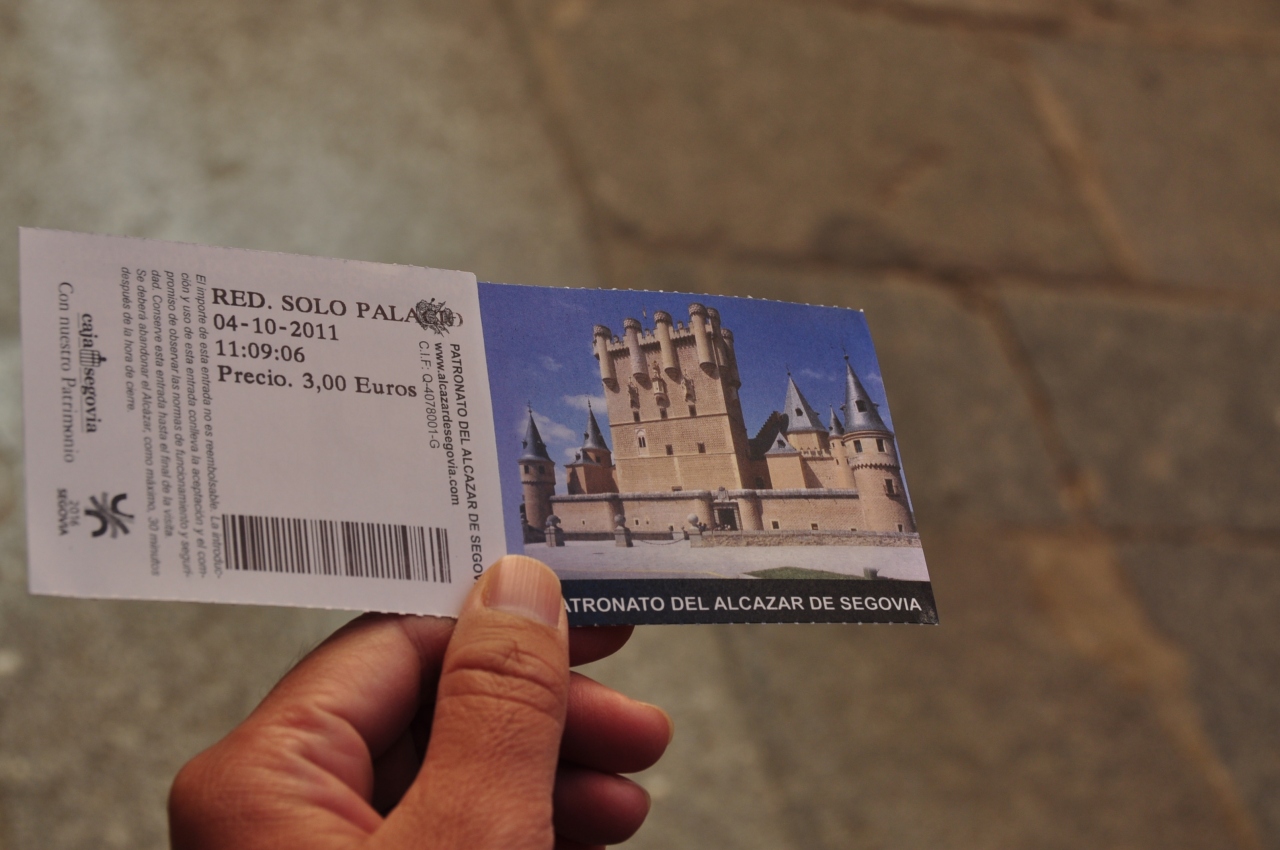 RED. SOLO PALACIO
04-10-2011
11:09:06
Precio. 3,00 Euros
PATRONATO DEL ALCAZAR DE SEGOV
www.alcazardesegovia.com
C.I.F: Q-4078001-G
El importe de esta entrada no es reembolsable. La introduc-
ción y uso de esta entrada conlleva la aceptación y el com-
promiso de observar las normas de funcionamiento y seguri-
dad. Conserve esta entrada hasta el final de la visita.
Se deberá abandonar el Alcázar, como máximo, 30 minutos
después de la hora de cierre.
caja segovia
Con nuestro Patrimonio
2016
SEGOVIA
ATRONATO DEL ALCAZAR DE SEGOVIA